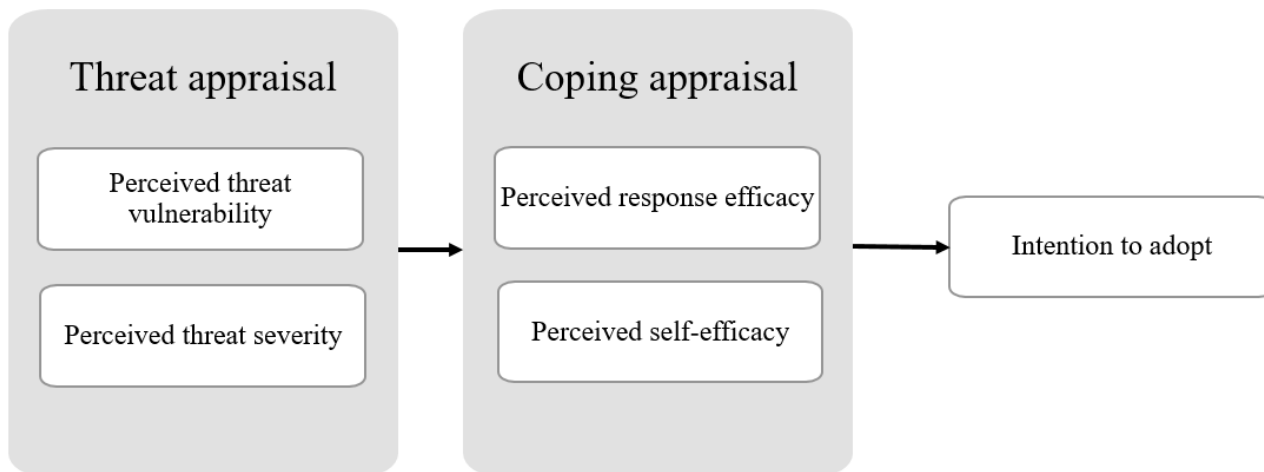 Threat appraisal
Perceived threat
vulnerability
Perceived threat severity
Coping appraisal
Perceived response efficacy
Perceived self-efficacy
Intention to adopt